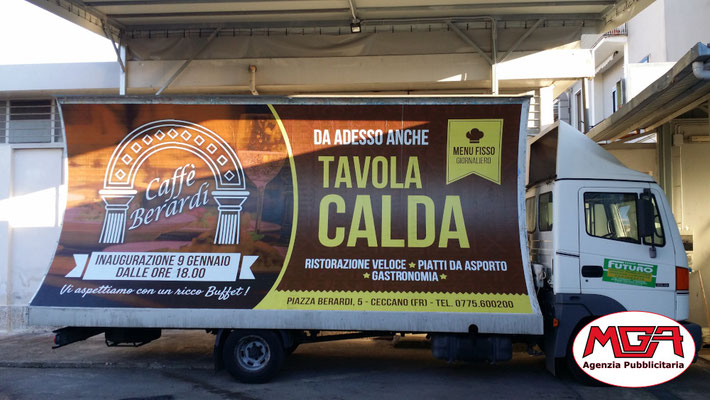 Caffè
Berardi
INAUGURAZIONE 9 GENNAIO
DALLE ORE 18.00
Vi aspettiamo con un ricco Buffet !
DA ADESSO ANCHE
TAVOLA
CALDA
MENU FISSO
GIORNALIERO
RISTORAZIONE VELOCE ★ PIATTI DA ASPORTO
★ GASTRONOMIA ★
PIAZZA BERARDI, 5 - CECCANO (FR) - TEL. 0775.600200
FUTURO
MGA
Agenzia Pubblicitaria